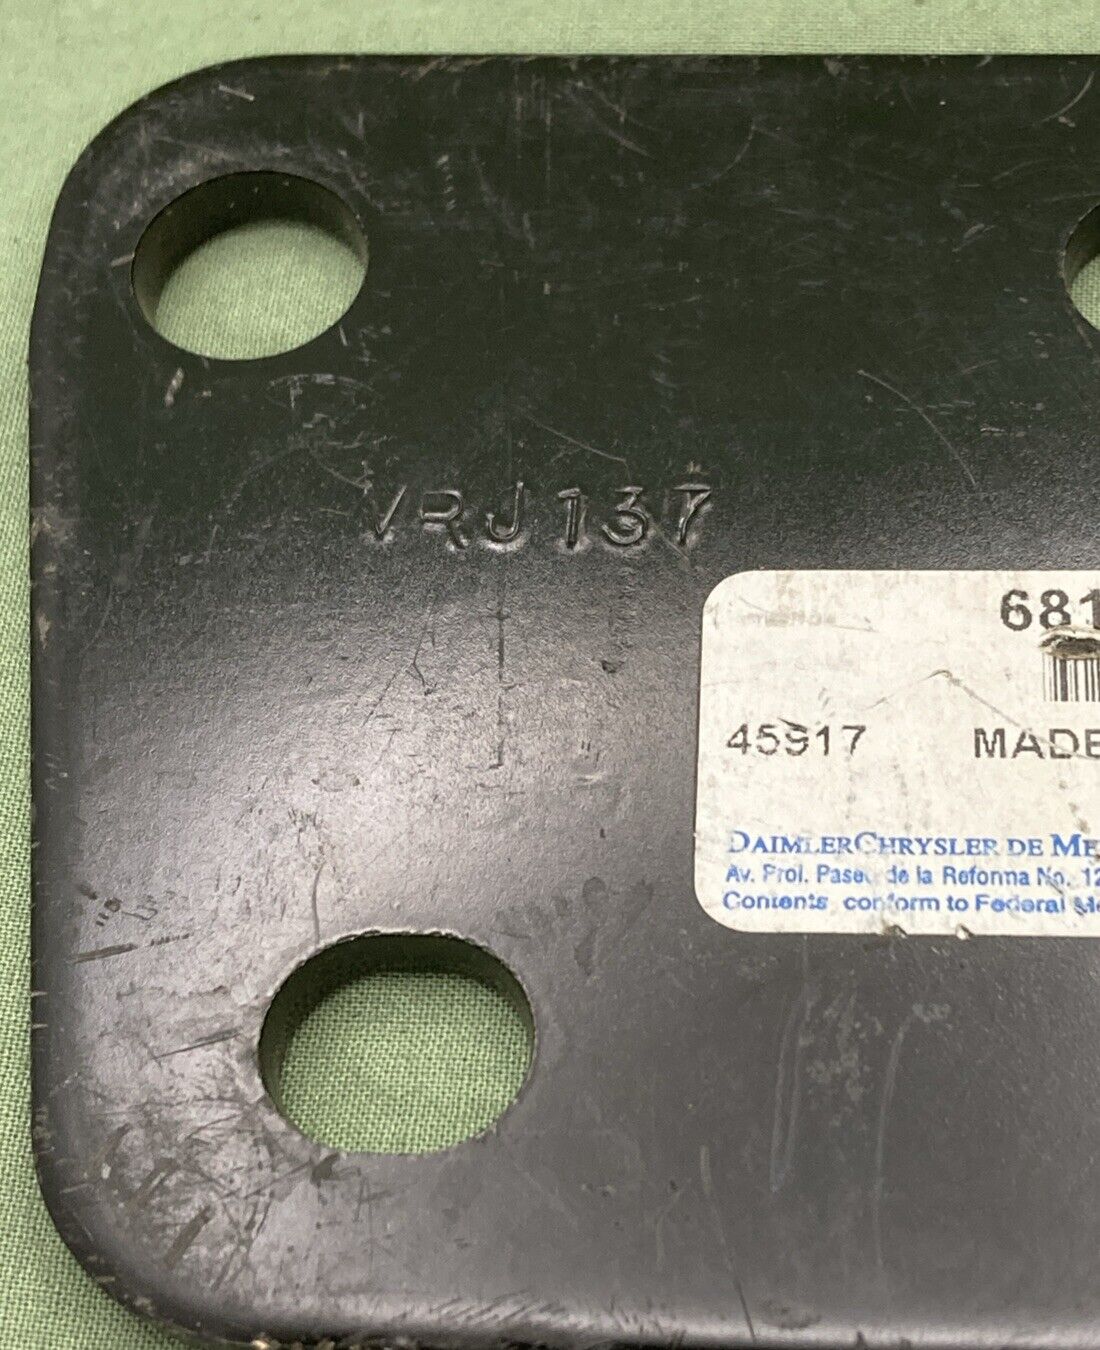 VRJ137
681
45917 MADE
DAIMLERCHRYSLER DE ME
Av. Prol. Paseo de la Reforma No. 12
Contents conform to Federal Mo